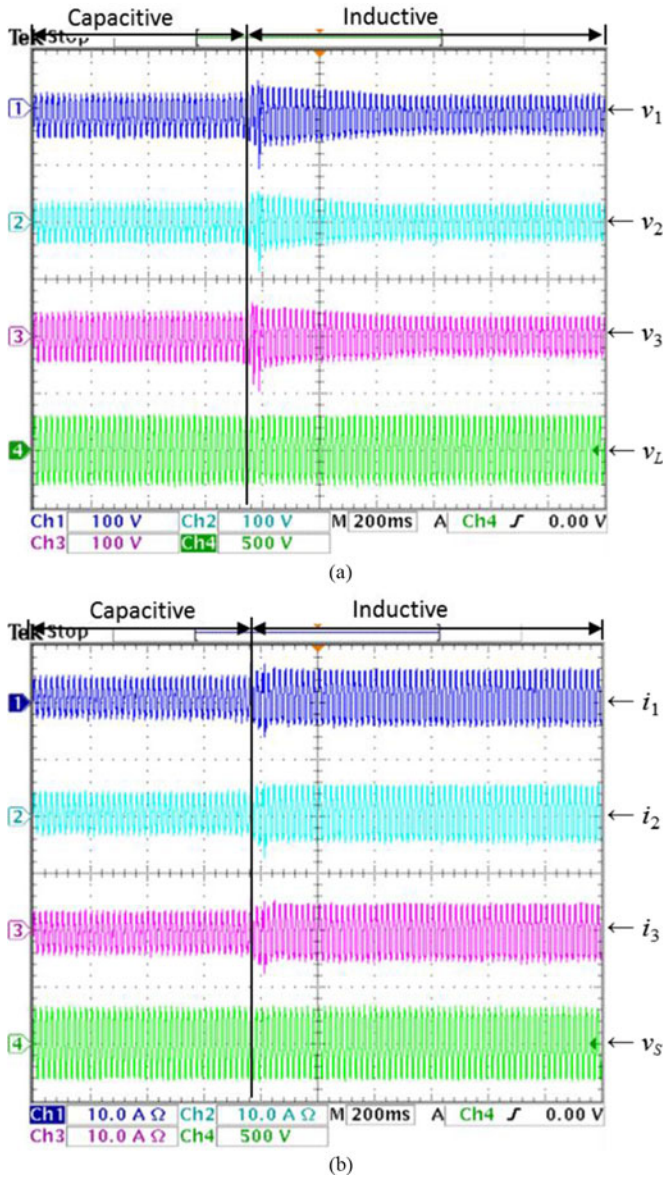 Capacitive Inductive
Tek Stop
1 ← v1
2 ← v2
3 ← v3
4 ← vL
Ch1 100 V Ch2 100 V M 200ms A Ch4 ʃ 0.00 V
Ch3 100 V Ch4 500 V
(a)
Capacitive Inductive
Tek Stop
1 ← i1
2 ← i2
3 ← i3
4 ← vS
Ch1 10.0 A Ω Ch2 10.0 A Ω M 200ms A Ch4 ʃ 0.00 V
Ch3 10.0 A Ω Ch4 500 V
(b)